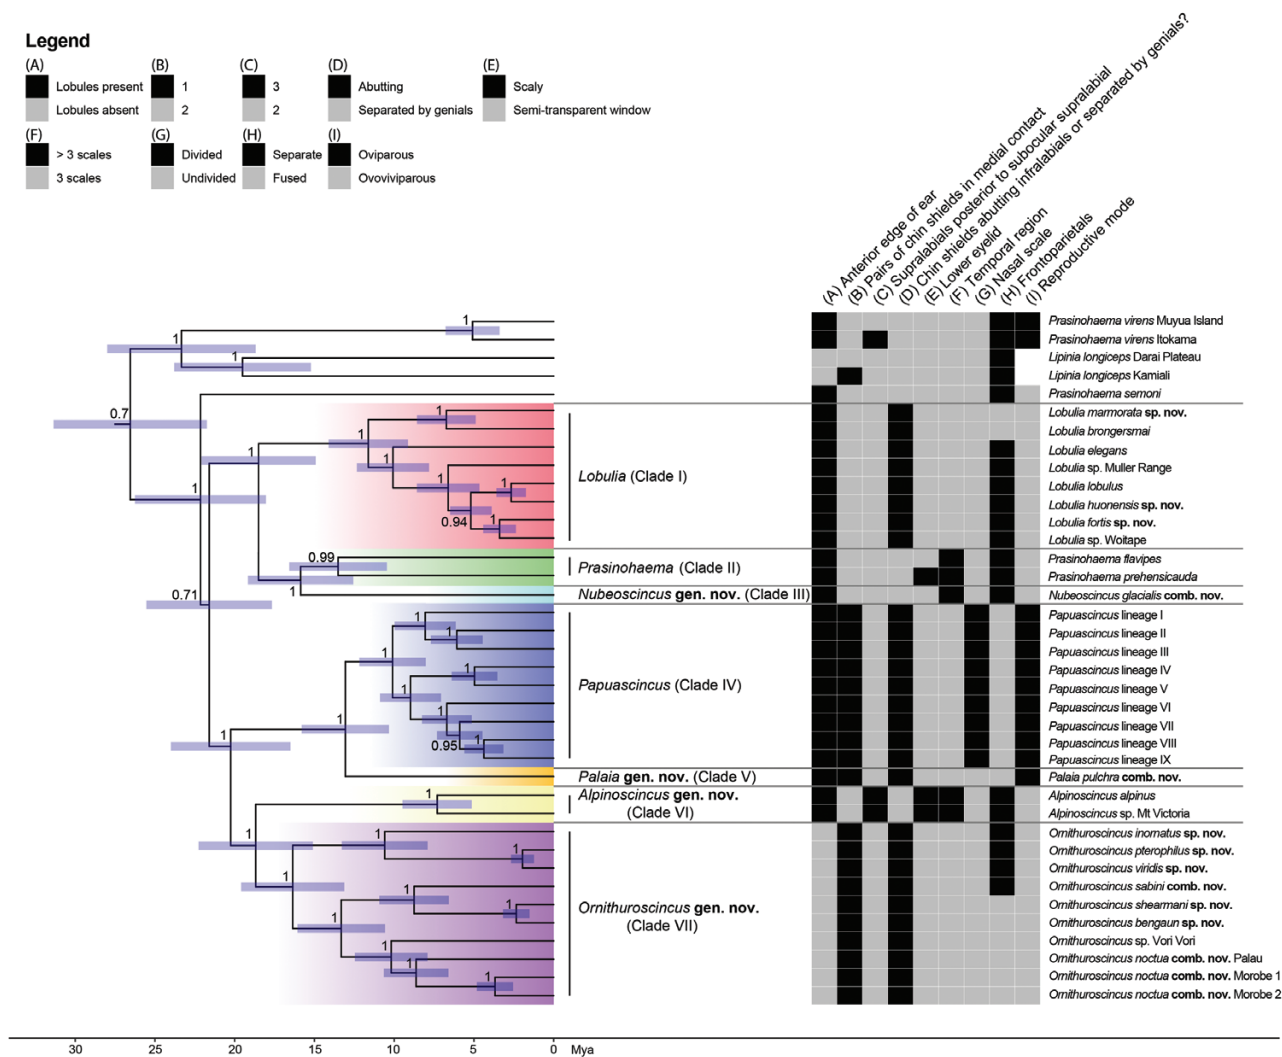 Legend
(A) (B) (C) (D) (E)
Lobules present 1 3 Abutting Scaly
Lobules absent 2 2 Separated by genials Semi-transparent window
(F) (G) (H) (I)
> 3 scales Divided Separate Oviparous
3 scales Undivided Fused Ovoviviparous
(A) Anterior edge of ear
(B) Pairs of chin shields in medial contact
(C) Supralabials posterior to subocular supralabial
(D) Chin shields abutting infralabials or separated by genials?
(E) Lower eyelid
(F) Temporal region
(G) Nasal scale
(H) Frontoparietals
(I) Reproductive mode
1
1
1
0.7
1
1
1
1
1
1
1
0.94
1
0.99
1
1
0.71
1
1
1
1
1
1
0.95
1
1
1
1
1
1
1
1
1
1
1
1
1
1
Lobulia (Clade I)
Prasinohaema (Clade II)
Nubeoscincus gen. nov. (Clade III)
Papuascincus (Clade IV)
Palaia gen. nov. (Clade V)
Alpinoscincus gen. nov.
(Clade VI)
Ornithuroscincus gen. nov.
(Clade VII)
Prasinohaema virens Muyua Island
Prasinohaema virens Itokama
Lipinia longiceps Darai Plateau
Lipinia longiceps Kamiali
Prasinohaema semoni
Lobulia marmorata sp. nov.
Lobulia brongersmai
Lobulia elegans
Lobulia sp. Muller Range
Lobulia lobulus
Lobulia huonensis sp. nov.
Lobulia fortis sp. nov.
Lobulia sp. Woitape
Prasinohaema flavipes
Prasinohaema prehensicauda
Nubeoscincus glacialis comb. nov.
Papuascincus lineage I
Papuascincus lineage II
Papuascincus lineage III
Papuascincus lineage IV
Papuascincus lineage V
Papuascincus lineage VI
Papuascincus lineage VII
Papuascincus lineage VIII
Papuascincus lineage IX
Palaia pulchra comb. nov.
Alpinoscincus alpinus
Alpinoscincus sp. Mt Victoria
Ornithuroscincus inornatus sp. nov.
Ornithuroscincus pterophilus sp. nov.
Ornithuroscincus viridis sp. nov.
Ornithuroscincus sabini comb. nov.
Ornithuroscincus shearmani sp. nov.
Ornithuroscincus bengaun sp. nov.
Ornithuroscincus sp. Vori Vori
Ornithuroscincus noctua comb. nov. Palau
Ornithuroscincus noctua comb. nov. Morobe 1
Ornithuroscincus noctua comb. nov. Morobe 2
30 25 20 15 10 5 0 Mya